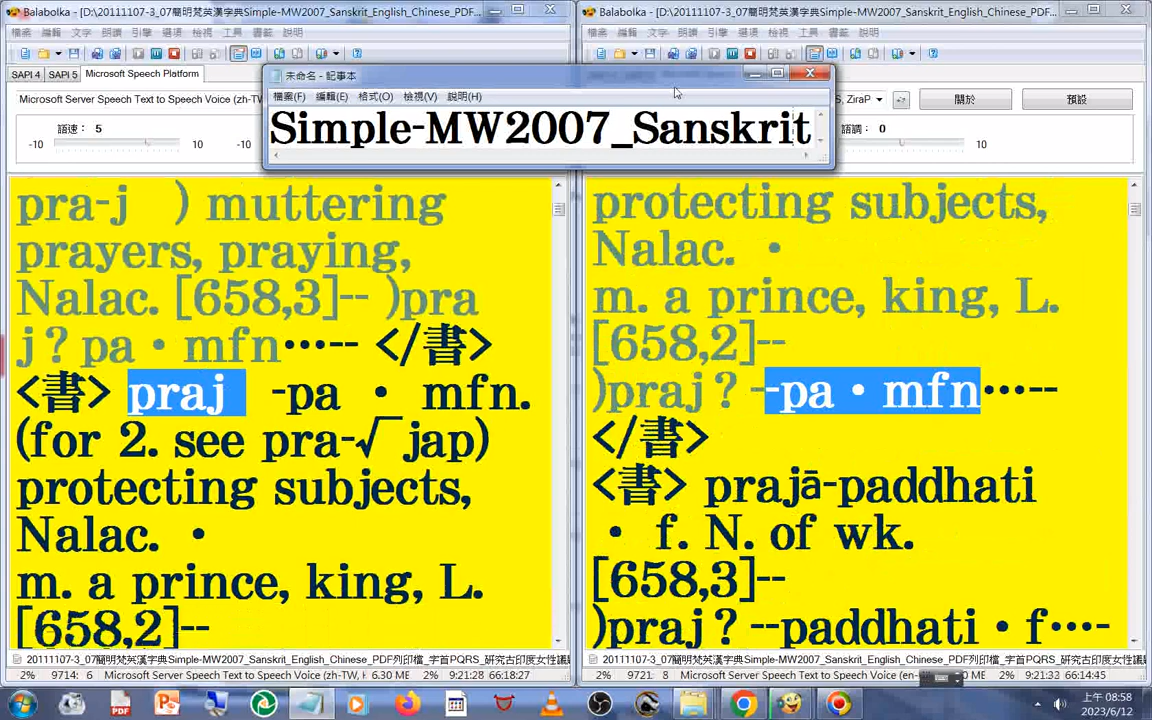 Balabolka - [D:\20111107-3_07簡明梵英漢字典Simple-MW2007_Sanskrit_English_Chinese_PDF...
檔案 編輯 文字 朗讀 引擎 選項 檢視 工具 書籤 說明
SAPI 4 SAPI 5 Microsoft Speech Platform
Microsoft Server Speech Text to Speech Voice (zh-TW
語速： 5
-10 10 -10
pra-j ) muttering
prayers, praying,
Nalac. [658,3]-- )pra
j？pa・mfn…-- </書>
<書> praj -pa • mfn.
(for 2. see pra-√ jap)
protecting subjects,
Nalac. •
m. a prince, king, L.
[658,2]--
20111107-3_07簡明梵英漢字典Simple-MW2007_Sanskrit_English_Chinese_PDF列印檔_字首PQRS_研究古印度女性議
2% 9714: 6 Modified 6.30 MB 2% 9:21:28 66:18:27 Microsoft Server Speech Text to Speech Voice (zh-TW,
未命名 - 記事本
檔案(F) 編輯(E) 格式(O) 檢視(V) 說明(H)
Simple-MW2007_Sanskrit
Balabolka - [D:\20111107-3_07簡明梵英漢字典Simple-MW2007_Sanskrit_English_Chinese_PDF...
檔案 編輯 文字
S, ZiraP 關於 預設
語調： 0
10
protecting subjects,
Nalac. •
m. a prince, king, L.
[658,2]--
)praj？--pa・mfn…--
</書>
<書> prajā-paddhati
• f. N. of wk.
[658,3]--
)praj？--paddhati・f…-
20111107-3_07簡明梵英漢字典Simple-MW2007_Sanskrit_English_Chinese_PDF列印檔_字首PQRS_研究古印度女性議
2% 9721: 8 Microsoft Server Speech Text to Speech Voice (zh-TW, 2% 9:21:33 66:14:45
上午 08:58
2023/6/12